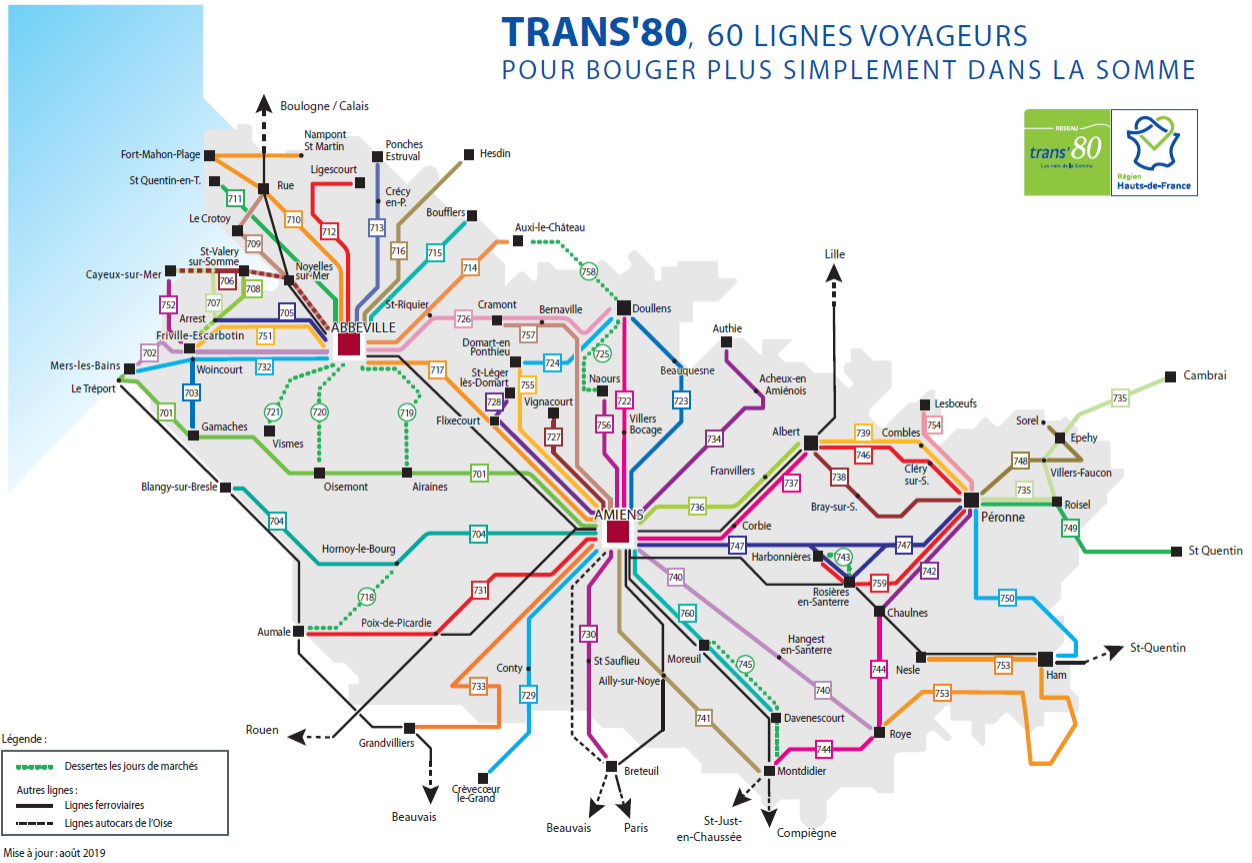 TRANS'80, 60 LIGNES VOYAGEURS
POUR BOUGER PLUS SIMPLEMENT DANS LA SOMME
RESEAU
trans'80
Les cars de la Somme
Région
Hauts-de-France
Boulogne / Calais
Nampont
St Martin
Fort-Mahon-Plage
Ponches
Estruval
Hesdin
Ligescourt
St Quentin-en-T.
Rue
Crécy
en-P.
711
710
712
713
716
Boufflers
Le Crotoy
709
715
Auxi-le-Château
St-Valery
sur-Somme
Noyelles
sur-Mer
714
758
Lille
Cayeux-sur-Mer
706
708
707
752
705
St-Riquier
Cramont
Bernaville
Doullens
Arrest
ABBEVILLE
726
757
Authie
Friville-Escarbotin
751
Domart-en
Ponthieu
725
702
724
Mers-les-Bains
Woincourt
732
717
St-Léger
lès-Domart
755
Naours
Beauquesne
Acheux-en
Amiénois
Cambrai
Le Tréport
703
728
Vignacourt
722
723
735
Lesbœufs
754
701
721
720
719
Flixecourt
727
756
Villers
Bocage
734
Albert
739
Combles
Sorel
Epehy
Gamaches
Vismes
746
748
Villers-Faucon
Cléry
sur-S.
Franvillers
737
738
Oisemont
Airaines
701
735
Blangy-sur-Bresle
736
Bray-sur-S.
Roisel
Péronne
704
AMIENS
Corbie
749
704
747
747
St Quentin
Hornoy-le-Bourg
Harbonnières
743
742
740
759
718
731
Rosières
en-Santerre
750
760
Chaulnes
Aumale
Poix-de-Picardie
730
Hangest
en-Santerre
St-Quentin
Moreuil
745
Conty
St Sauflieu
744
Nesle
753
Ham
Ailly-sur-Noye
733
729
740
753
741
Davenescourt
Rouen
Roye
Grandvilliers
744
Légende :
Dessertes les jours de marchés
Autres lignes :
Lignes ferroviaires
Lignes autocars de l'Oise
Breteuil
Montdidier
Crèvecœur
le-Grand
Beauvais
Beauvais
Paris
St-Just-
en-Chaussée
Compiègne
Mise à jour : août 2019